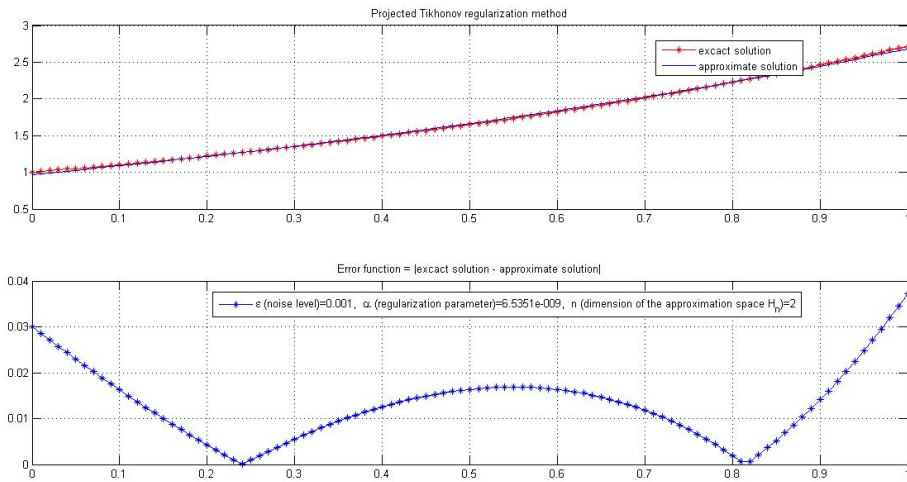 Projected Tikhonov regularization method
3
2.5
2
1.5
1
0.5
excact solution
approximate solution
0 0.1 0.2 0.3 0.4 0.5 0.6 0.7 0.8 0.9 1
Error function = |excact solution - approximate solution|
0.04
0.03
0.02
0.01
0
ε (noise level)=0.001, α (regularization parameter)=6.5351e-009, n (dimension of the approximation space H_n)=2
0 0.1 0.2 0.3 0.4 0.5 0.6 0.7 0.8 0.9 1